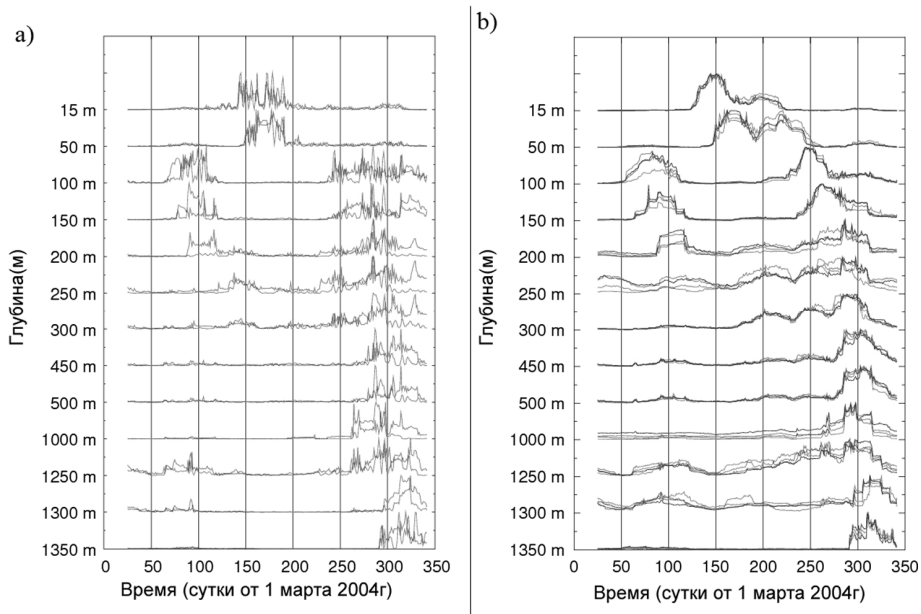 a)
15 m
50 m
100 m
150 m
200 m
250 m
300 m
450 m
500 m
1000 m
1250 m
1300 m
1350 m
Глубина(м)
0 50 100 150 200 250 300 350
Время (сутки от 1 марта 2004г)
b)
15 m
50 m
100 m
150 m
200 m
250 m
300 m
450 m
500 m
1000 m
1250 m
1300 m
1350 m
Глубина(м)
0 50 100 150 200 250 300 350
Время (сутки от 1 марта 2004г)